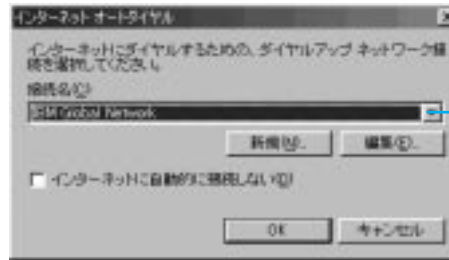 インターネット オートダイヤル
インターネットにダイヤルするための、ダイヤルアップ ネットワーク接
続を選択してください。
接続名(C)
IBM Global Network
新規(N)...
編集(E)...
インターネットに自動的に接続しない(D)
OK
キャンセル